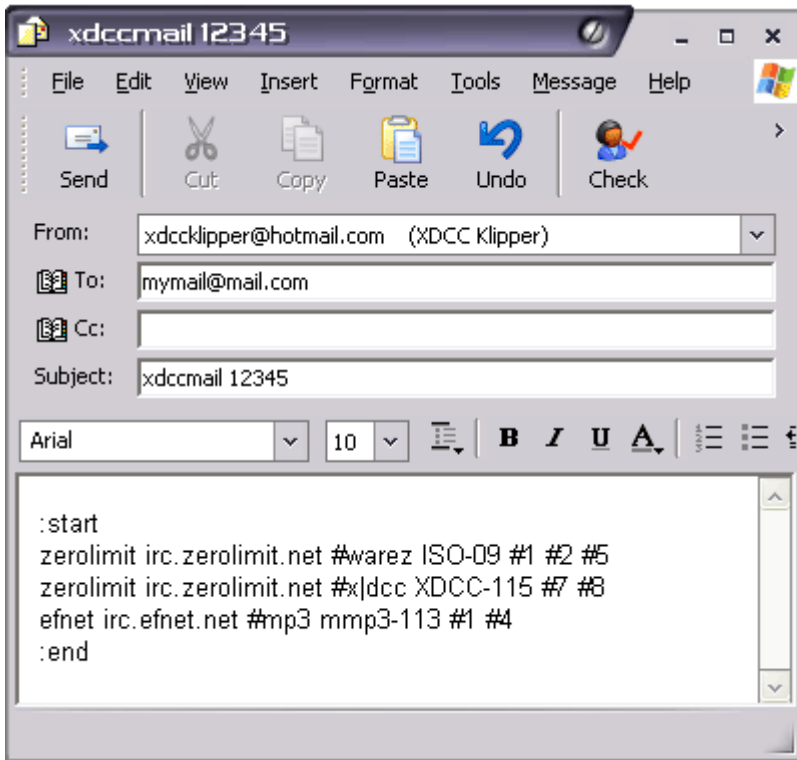 xdccmail 12345
File Edit View Insert Format Tools Message Help
Send Cut Copy Paste Undo Check
From: xdccklipper@hotmail.com (XDCC Klipper)
To: mymail@mail.com
Cc:
Subject: xdccmail 12345
Arial 10 B I U A
:start
zerolimit irc.zerolimit.net #warez ISO-09 #1 #2 #5
zerolimit irc.zerolimit.net #x|dcc XDCC-115 #7 #8
efnet irc.efnet.net #mp3 mmp3-113 #1 #4
:end